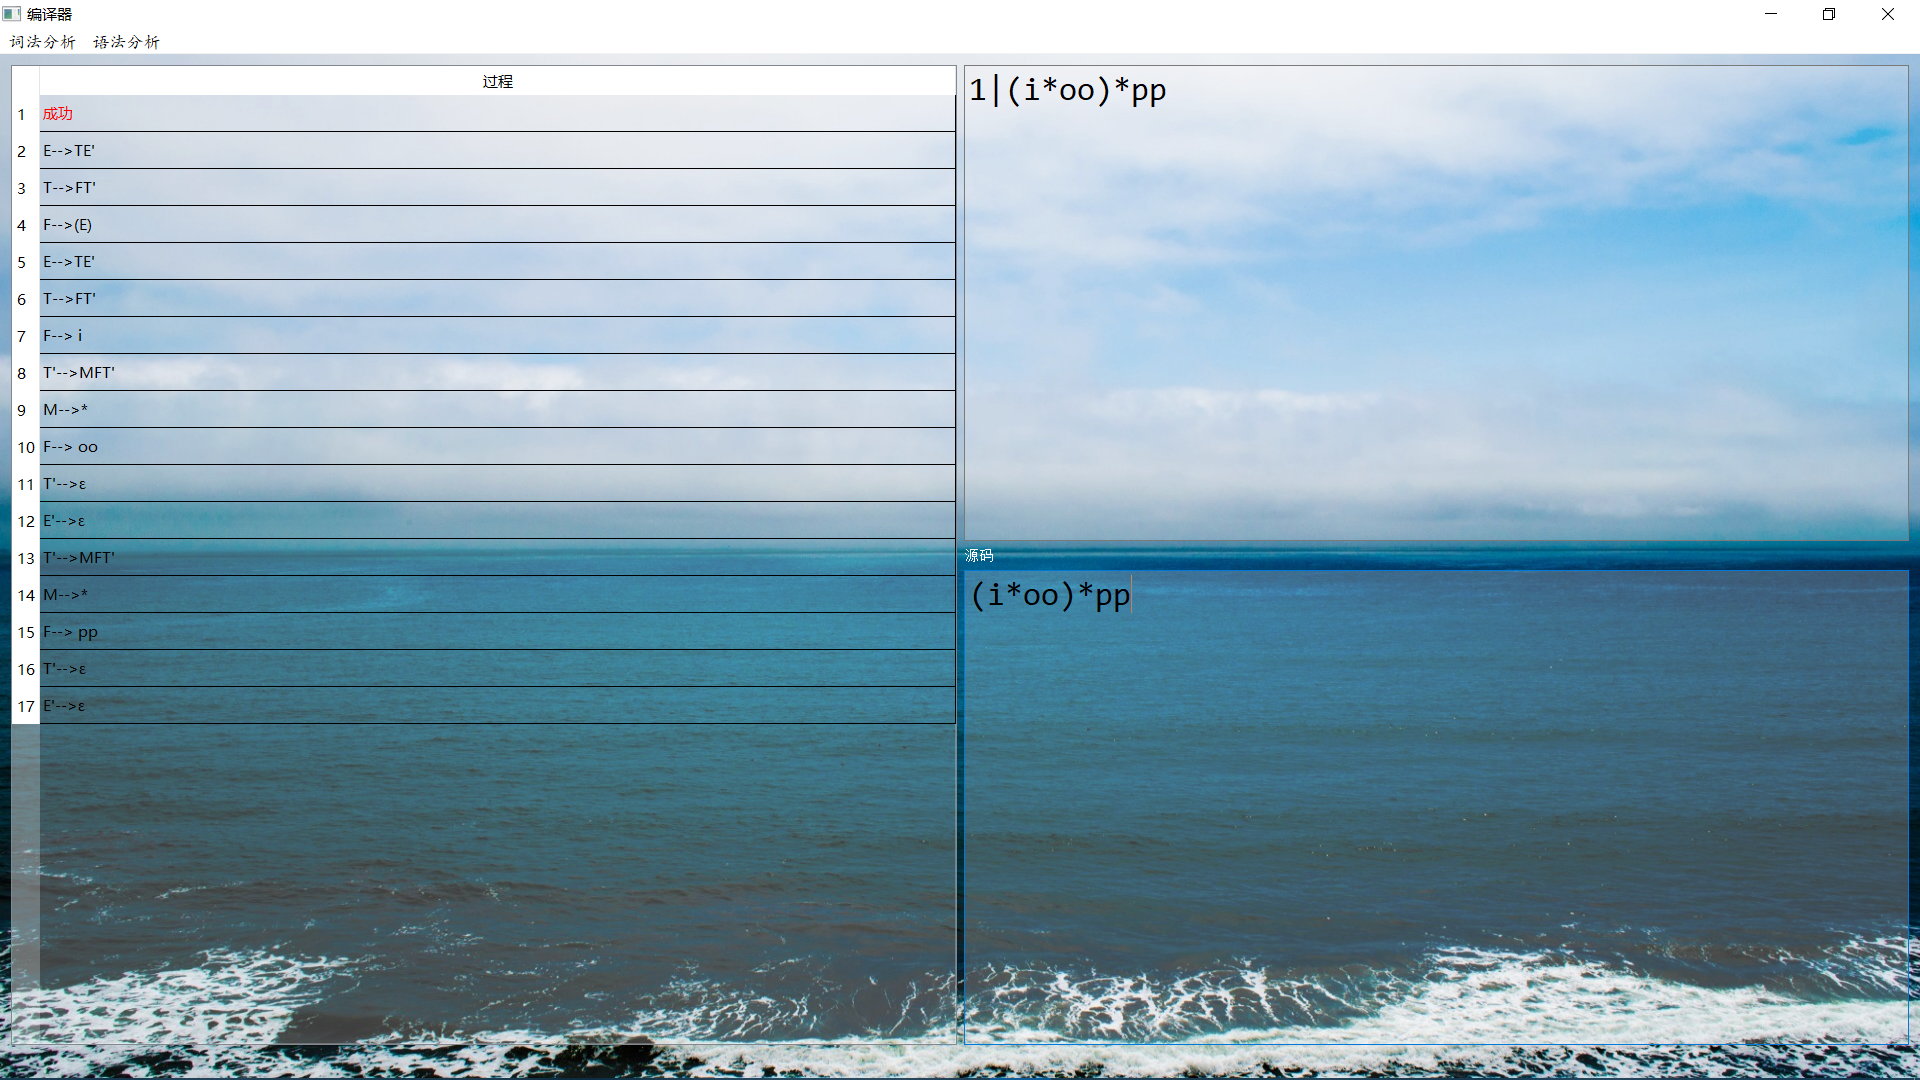 编译器
词法分析 语法分析
过程
1 成功
2 E-->TE'
3 T-->FT'
4 F-->(E)
5 E-->TE'
6 T-->FT'
7 F--> i
8 T'-->MFT'
9 M-->*
10 F--> oo
11 T'-->ε
12 E'-->ε
13 T'-->MFT'
14 M-->*
15 F--> pp
16 T'-->ε
17 E'-->ε
1|(i*oo)*pp
源码
(i*oo)*pp